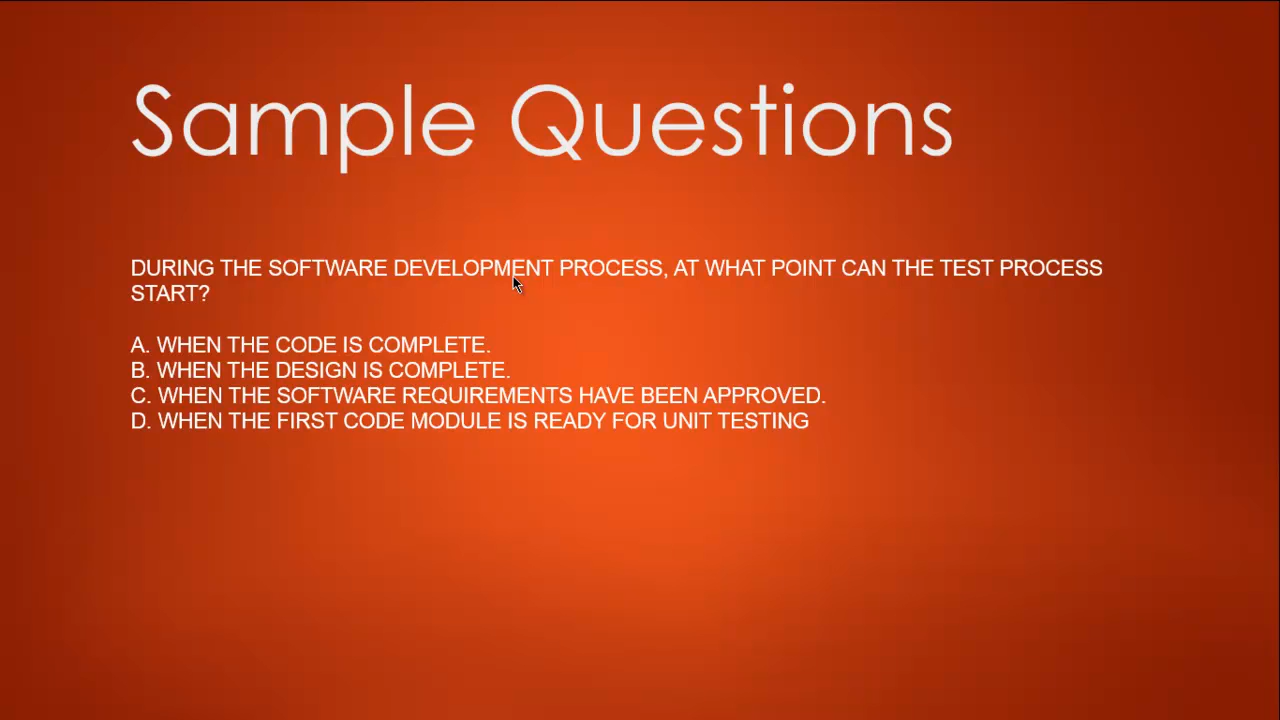 Sample Questions
DURING THE SOFTWARE DEVELOPMENT PROCESS, AT WHAT POINT CAN THE TEST PROCESS
START?
A. WHEN THE CODE IS COMPLETE.
B. WHEN THE DESIGN IS COMPLETE.
C. WHEN THE SOFTWARE REQUIREMENTS HAVE BEEN APPROVED.
D. WHEN THE FIRST CODE MODULE IS READY FOR UNIT TESTING